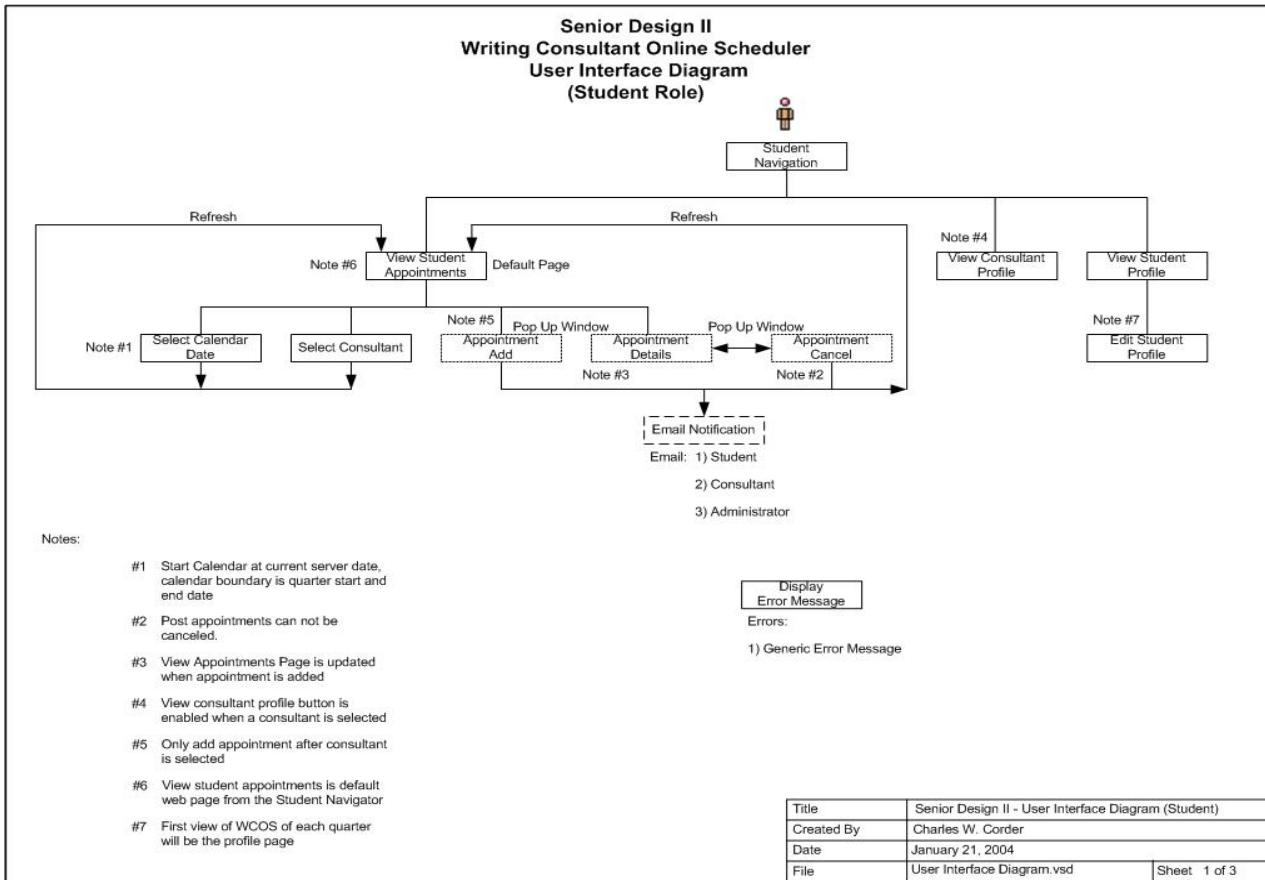 Senior Design II
Writing Consultant Online Scheduler
User Interface Diagram
(Student Role)
Student
Navigation
Refresh
Refresh
Note #6
View Student
Appointments
Default Page
Note #4
View Consultant
Profile
View Student
Profile
Note #1
Select Calendar
Date
Select Consultant
Note #5
Pop Up Window
Appointment
Add
Appointment
Details
Pop Up Window
Appointment
Cancel
Note #7
Edit Student
Profile
Note #3
Note #2
Email Notification
Email: 1) Student
2) Consultant
3) Administrator
Notes:
#1 Start Calendar at current server date,
calendar boundary is quarter start and
end date
#2 Post appointments can not be
canceled.
#3 View Appointments Page is updated
when appointment is added
#4 View consultant profile button is
enabled when a consultant is selected
#5 Only add appointment after consultant
is selected
#6 View student appointments is default
web page from the Student Navigator
#7 First view of WCOS of each quarter
will be the profile page
Display
Error Message
Errors:
1) Generic Error Message
Title Senior Design II - User Interface Diagram (Student)
Created By Charles W. Corder
Date January 21, 2004
File User Interface Diagram.vsd Sheet 1 of 3